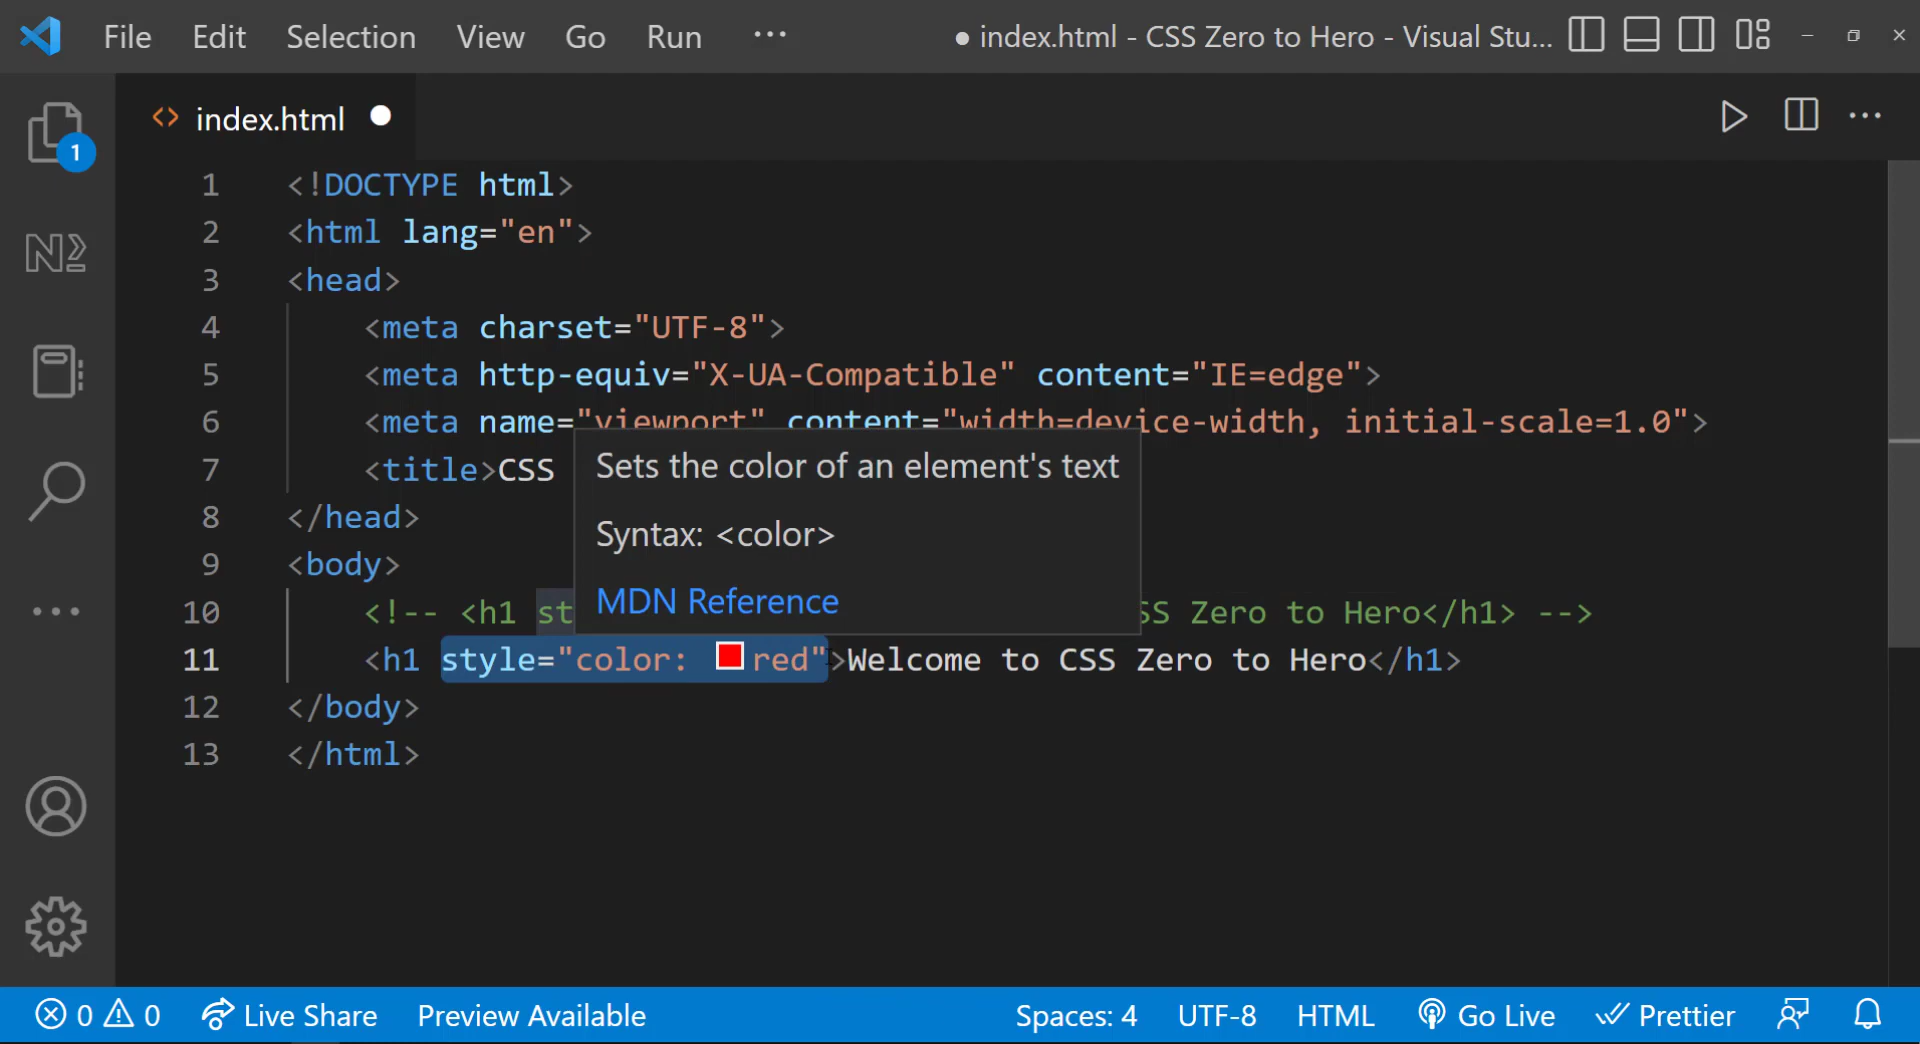 File Edit Selection View Go Run ··· ● index.html - CSS Zero to Hero - Visual Stu...
<> index.html ●
1
1 <!DOCTYPE html>
2 <html lang="en">
3 <head>
4 <meta charset="UTF-8">
5 <meta http-equiv="X-UA-Compatible" content="IE=edge">
6 <meta name="viewport" content="width=device-width, initial-scale=1.0">
7 <title>CSS
Sets the color of an element's text
Syntax: <color>
MDN Reference
8 </head>
9 <body>
10 <!-- <h1 st SS Zero to Hero</h1> -->
11 <h1 style="color: red">Welcome to CSS Zero to Hero</h1>
12 </body>
13 </html>
0 0 Live Share Preview Available Spaces: 4 UTF-8 HTML Go Live Prettier